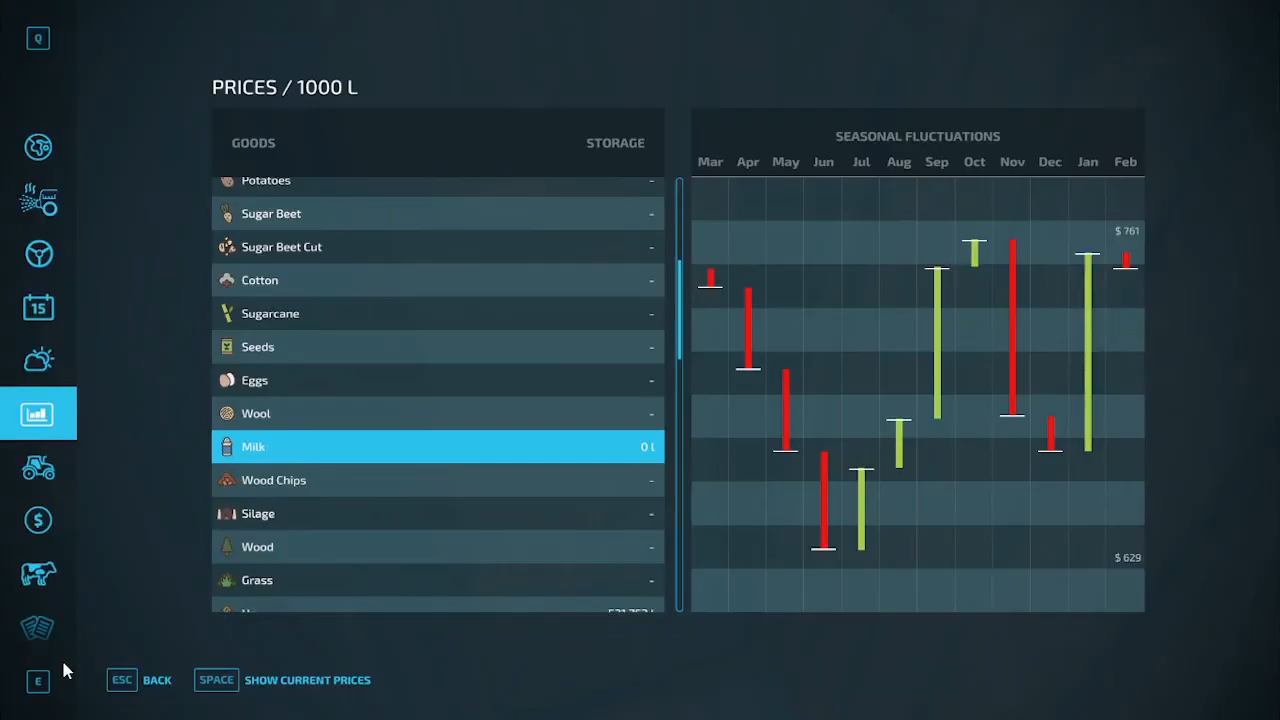 Q
PRICES / 1000 L
GOODS STORAGE
SEASONAL FLUCTUATIONS
Mar Apr May Jun Jul Aug Sep Oct Nov Dec Jan Feb
Potatoes -
Sugar Beet -
$ 761
Sugar Beet Cut -
Cotton -
15
Sugarcane -
Seeds -
Eggs -
Wool -
Milk 0 l
Wood Chips -
Silage -
$
Wood -
$ 629
Grass -
E
ESC BACK SPACE SHOW CURRENT PRICES